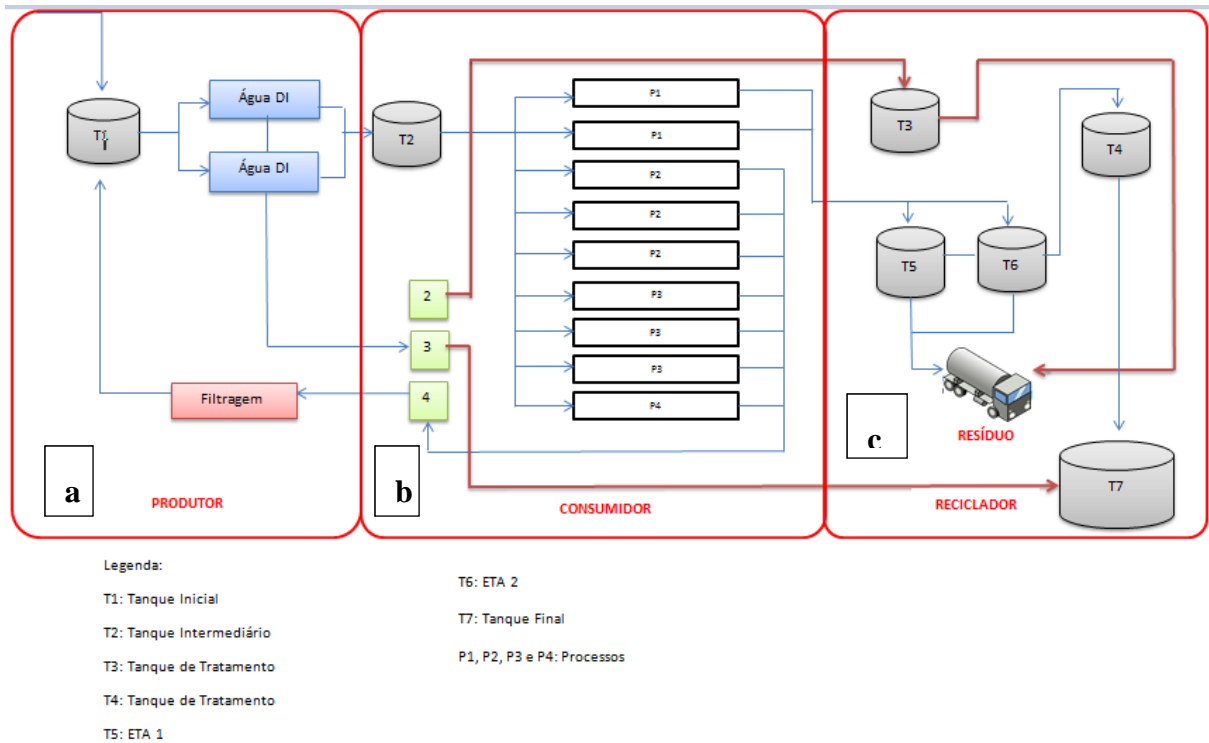 T1
Água DI
Água DI
T2
P1
P1
P2
P2
P2
P3
P3
P3
P4
2
3
4
Filtragem
T3
T4
T5
T6
T7
a
PRODUTOR
b
CONSUMIDOR
c
RESÍDUO
RECICLADOR
Legenda:
T1: Tanque Inicial
T2: Tanque Intermediário
T3: Tanque de Tratamento
T4: Tanque de Tratamento
T5: ETA 1
T6: ETA 2
T7: Tanque Final
P1, P2, P3 e P4: Processos